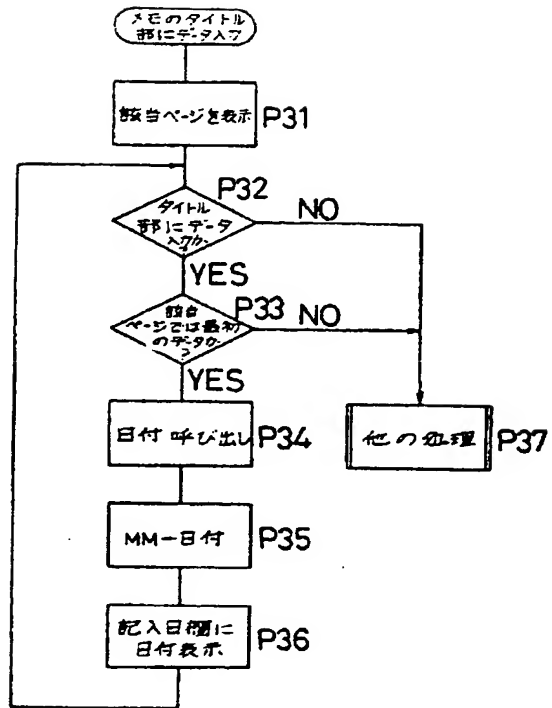 メモのタイトル
部にデータ入力
該当ページを表示
P31
P32
タイトル
部にデータ
入力か
NO
YES
P33
該当
ページでは最初
のデータか
?
NO
YES
日付 呼び出し
P34
他の処理
P37
MM-日付
P35
記入日欄に
日付表示
P36